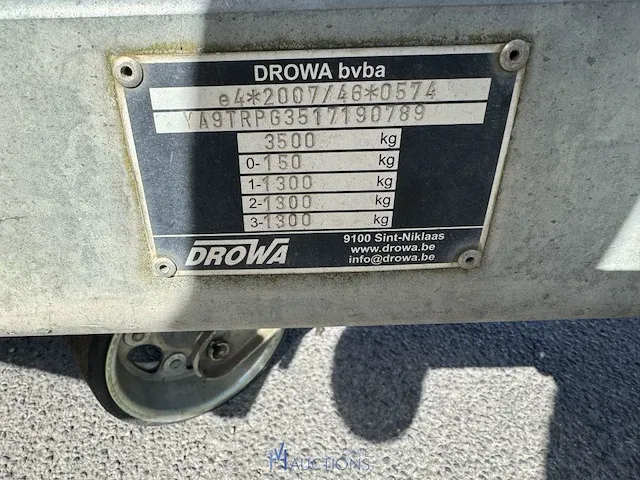 DROWA bvba
e4*2007/46*0574
YA9TRPG3517190789
3500 kg
0-150 kg
1-1300 kg
2-1300 kg
3-1300 kg
DROWA
9100 Sint-Niklaas
www.drowa.be
info@drowa.be
AUCTIONS